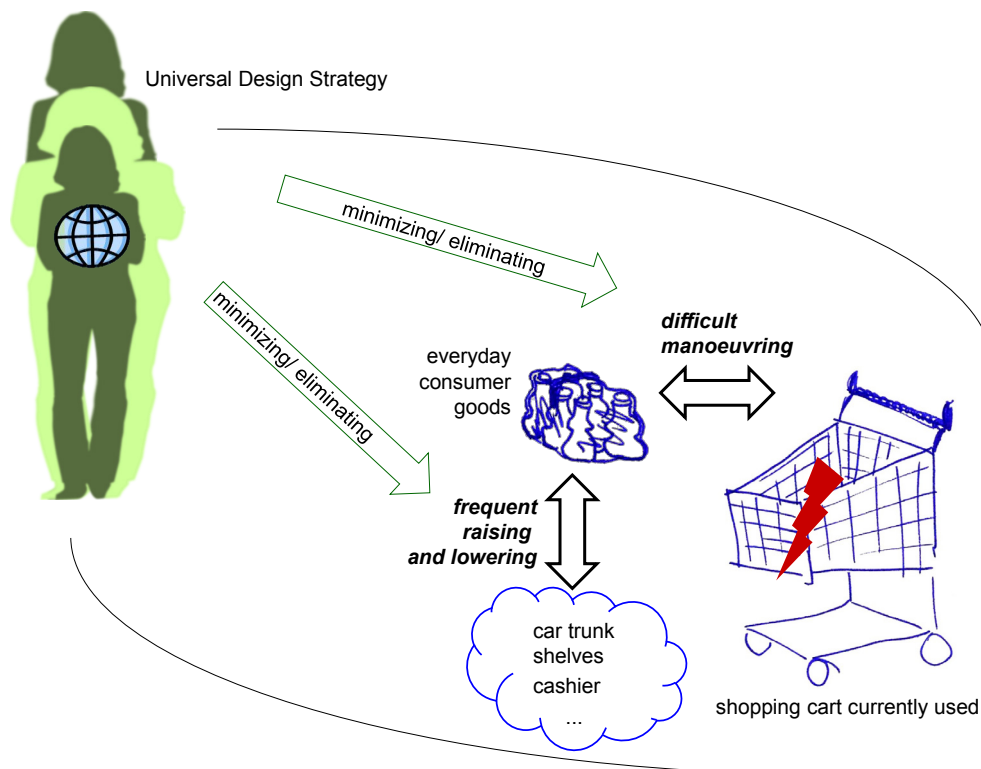 Universal Design Strategy
minimizing/ eliminating
minimizing/ eliminating
difficult
manoeuvring
everyday
consumer
goods
frequent
raising
and lowering
car trunk
shelves
cashier
...
shopping cart currently used